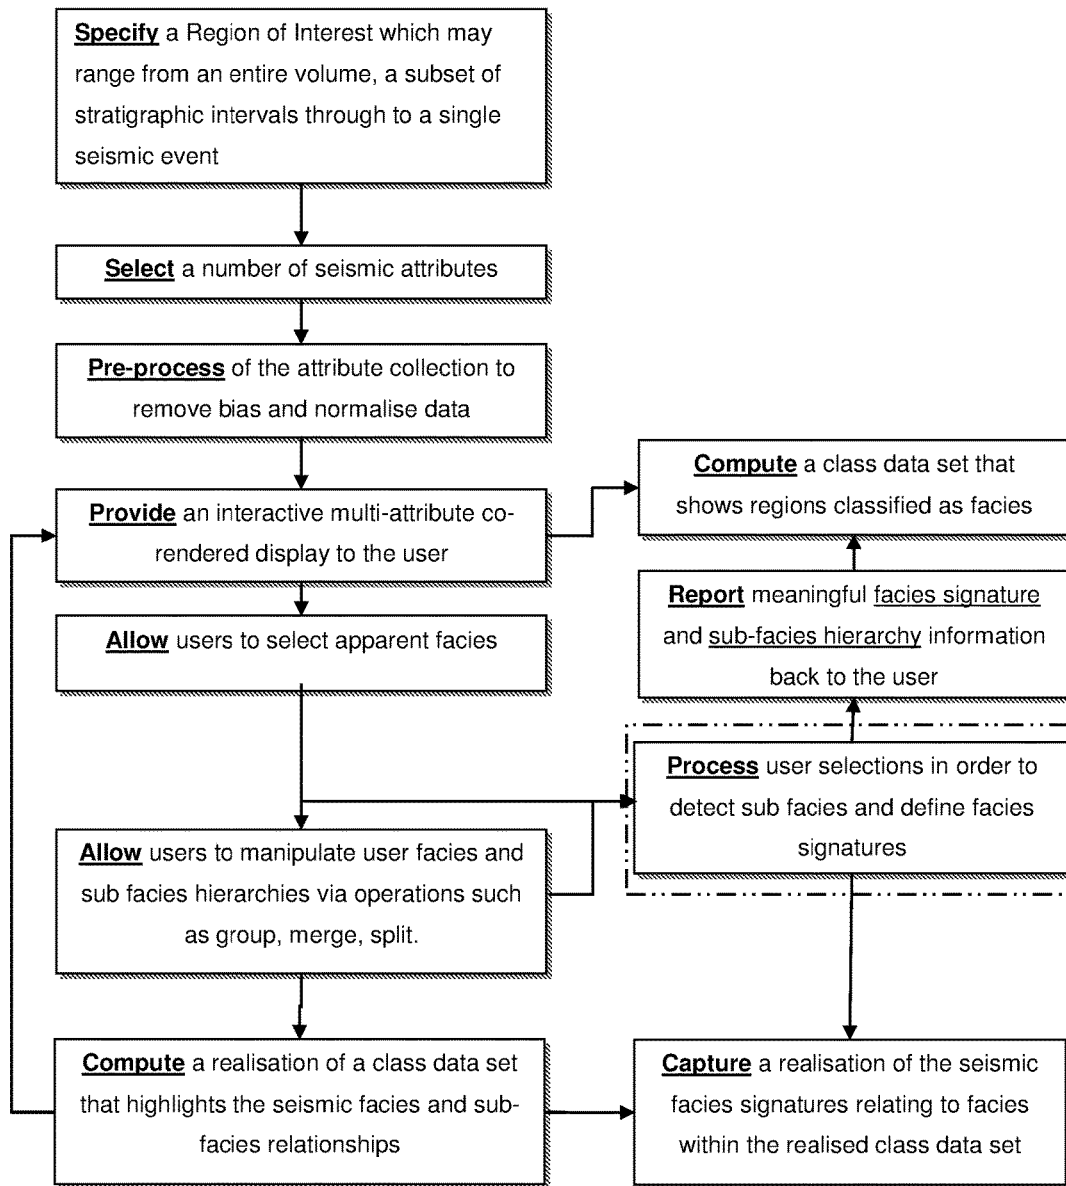 Specify a Region of Interest which may
range from an entire volume, a subset of
stratigraphic intervals through to a single
seismic event
Select a number of seismic attributes
Pre-process of the attribute collection to
remove bias and normalise data
Provide an interactive multi-attribute co-
rendered display to the user
Allow users to select apparent facies
Allow users to manipulate user facies and
sub facies hierarchies via operations such
as group, merge, split.
Compute a realisation of a class data set
that highlights the seismic facies and sub-
facies relationships
Compute a class data set that
shows regions classified as facies
Report meaningful facies signature
and sub-facies hierarchy information
back to the user
Process user selections in order to
detect sub facies and define facies
signatures
Capture a realisation of the seismic
facies signatures relating to facies
within the realised class data set